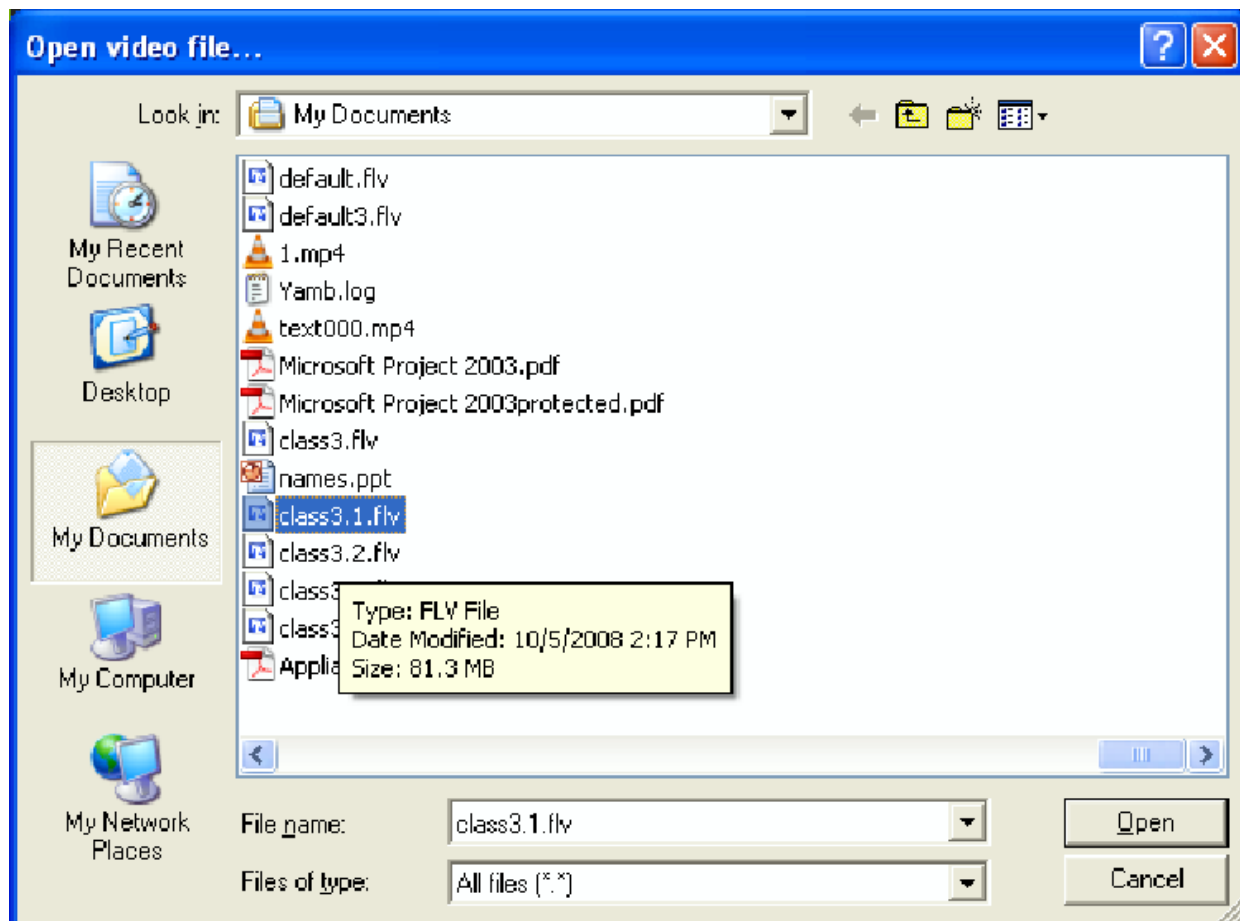 Open video file...
Look in:
My Documents
My Recent
Documents
Desktop
My Documents
My Computer
My Network
Places
default.flv
default3.flv
1.mp4
Yamb.log
text000.mp4
Microsoft Project 2003.pdf
Microsoft Project 2003protected.pdf
class3.flv
names.ppt
class3.1.flv
class3.2.flv
class3
class3
Type: FLV File
Date Modified: 10/5/2008 2:17 PM
Size: 81.3 MB
File name:
class3.1.flv
Open
Files of type:
All files (*.*)
Cancel